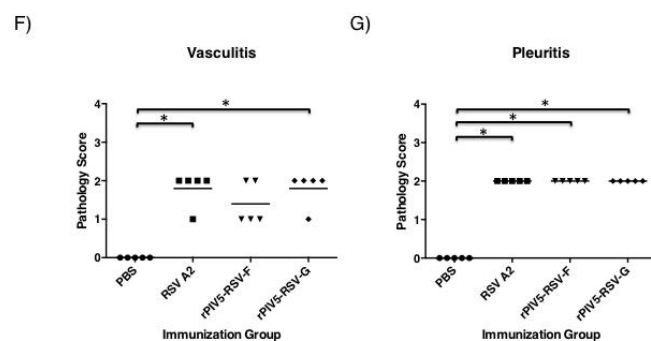 F)
Vasculitis
*
*
Pathology Score
4
3
2
1
0
PBS
RSV A2
rPIV5-RSV-F
rPIV5-RSV-G
Immunization Group
G)
Pleuritis
*
*
*
Pathology Score
4
3
2
1
0
PBS
RSV A2
rPIV5-RSV-F
rPIV5-RSV-G
Immunization Group